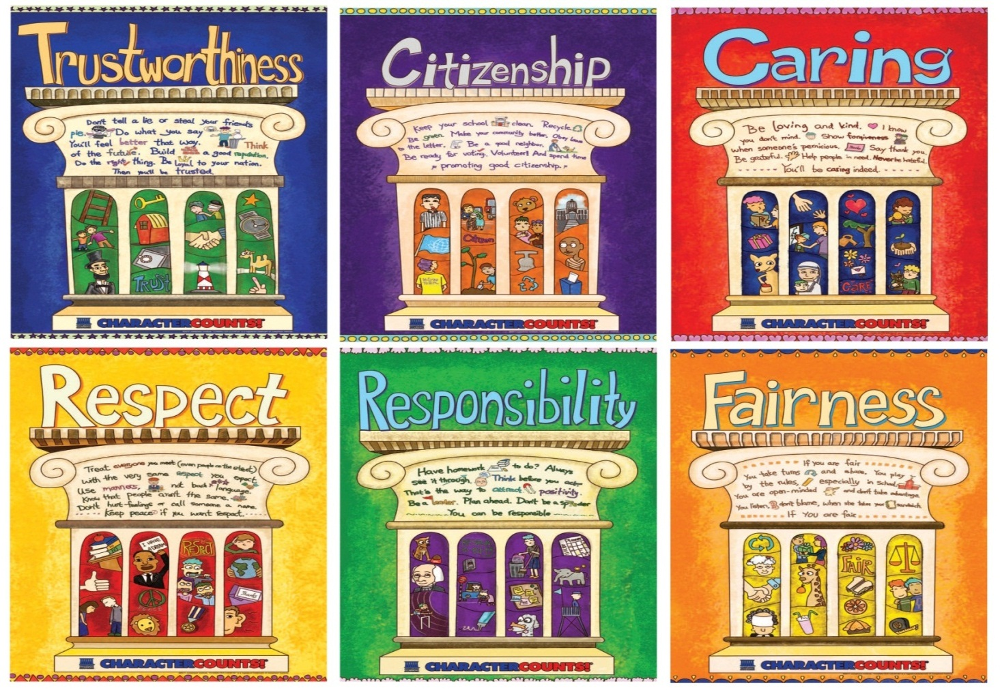 Trustworthiness
Don't tell a lie or steal your friend's
pie. Do what you say
You'll feel better that way. Think
of the future. Build a good reputation.
Do the right thing. Be Loyal to your nation.
Then you'll be trusted.
TRUST
CHARACTERCOUNTS!
Citizenship
Keep your school clean. Recycle.
Be green. Make your community better. Obey laws
to the letter. Be a good neighbor.
Be ready for voting. Volunteer! And spend time
promoting good citizenship.
Citizen
CHARACTERCOUNTS!
Caring
Be loving and kind. I know
you don't mind. Show forgiveness
when someone's pernicious. Say thank you.
Be grateful. Help people in need. Never be hateful.
You'll be caring indeed.
CARE
CHARACTERCOUNTS!
Respect
Treat everyone you meet (even people on the street)
with the very same respect you expect.
Use manners, not bad language.
Know that people aren't the same.
Don't hurt feelings or call someone a name.
Keep peace if you want respect.
I HAVE
A DREAM
RESPECT
Thanks
CHARACTERCOUNTS!
Responsibility
Have homework to do? Always
see it through. Think before you act
That's the way to attract positivity.
Be a leader. Plan ahead. Don't be a
You can be responsible
CHARACTERCOUNTS!
Fairness
If you are fair
You take turns and share. You play
by the rules, especially in school.
You are open-minded and don't take advantage.
You listen, don't blame, when she takes your sandwich.
If you are fair
FAIR
CHARACTERCOUNTS!